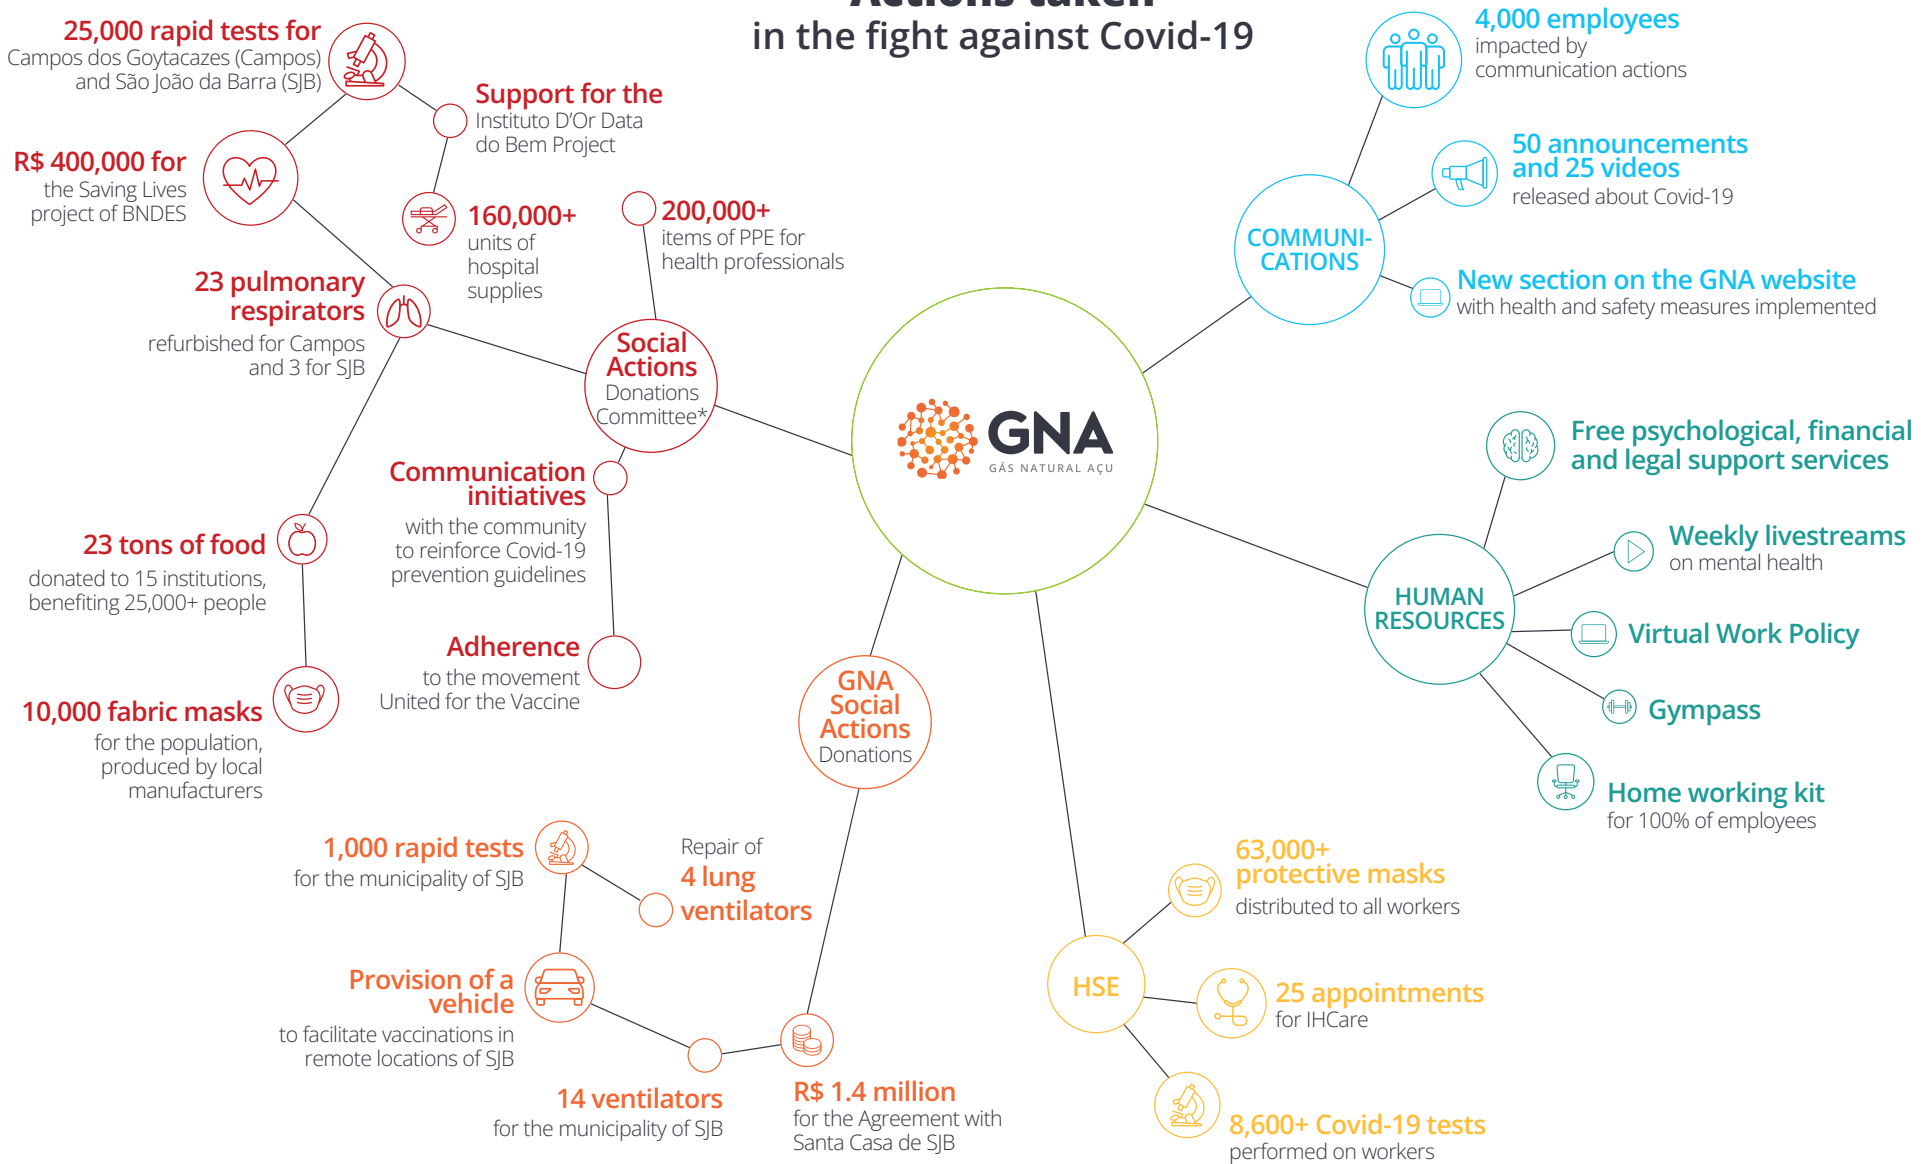 Actions taken
in the fight against Covid-19
25,000 rapid tests for
Campos dos Goytacazes (Campos)
and São João da Barra (SJB)
Support for the
Instituto D'Or Data
do Bem Project
R$ 400,000 for
the Saving Lives
project of BNDES
160,000+
units of
hospital
supplies
200,000+
items of PPE for
health professionals
23 pulmonary
respirators
refurbished for Campos
and 3 for SJB
Social
Actions
Donations
Committee*
Communication
initiatives
with the community
to reinforce Covid-19
prevention guidelines
23 tons of food
donated to 15 institutions,
benefiting 25,000+ people
Adherence
to the movement
United for the Vaccine
10,000 fabric masks
for the population,
produced by local
manufacturers
GNA
GÁS NATURAL AÇU
COMMUNI-
CATIONS
4,000 employees
impacted by
communication actions
50 announcements
and 25 videos
released about Covid-19
New section on the GNA website
with health and safety measures implemented
HUMAN
RESOURCES
Free psychological, financial
and legal support services
Weekly livestreams
on mental health
Virtual Work Policy
Gympass
Home working kit
for 100% of employees
GNA
Social
Actions
Donations
1,000 rapid tests
for the municipality of SJB
Repair of
4 lung
ventilators
Provision of a
vehicle
to facilitate vaccinations in
remote locations of SJB
14 ventilators
for the municipality of SJB
R$ 1.4 million
for the Agreement with
Santa Casa de SJB
HSE
63,000+
protective masks
distributed to all workers
25 appointments
for IHCare
8,600+ Covid-19 tests
performed on workers